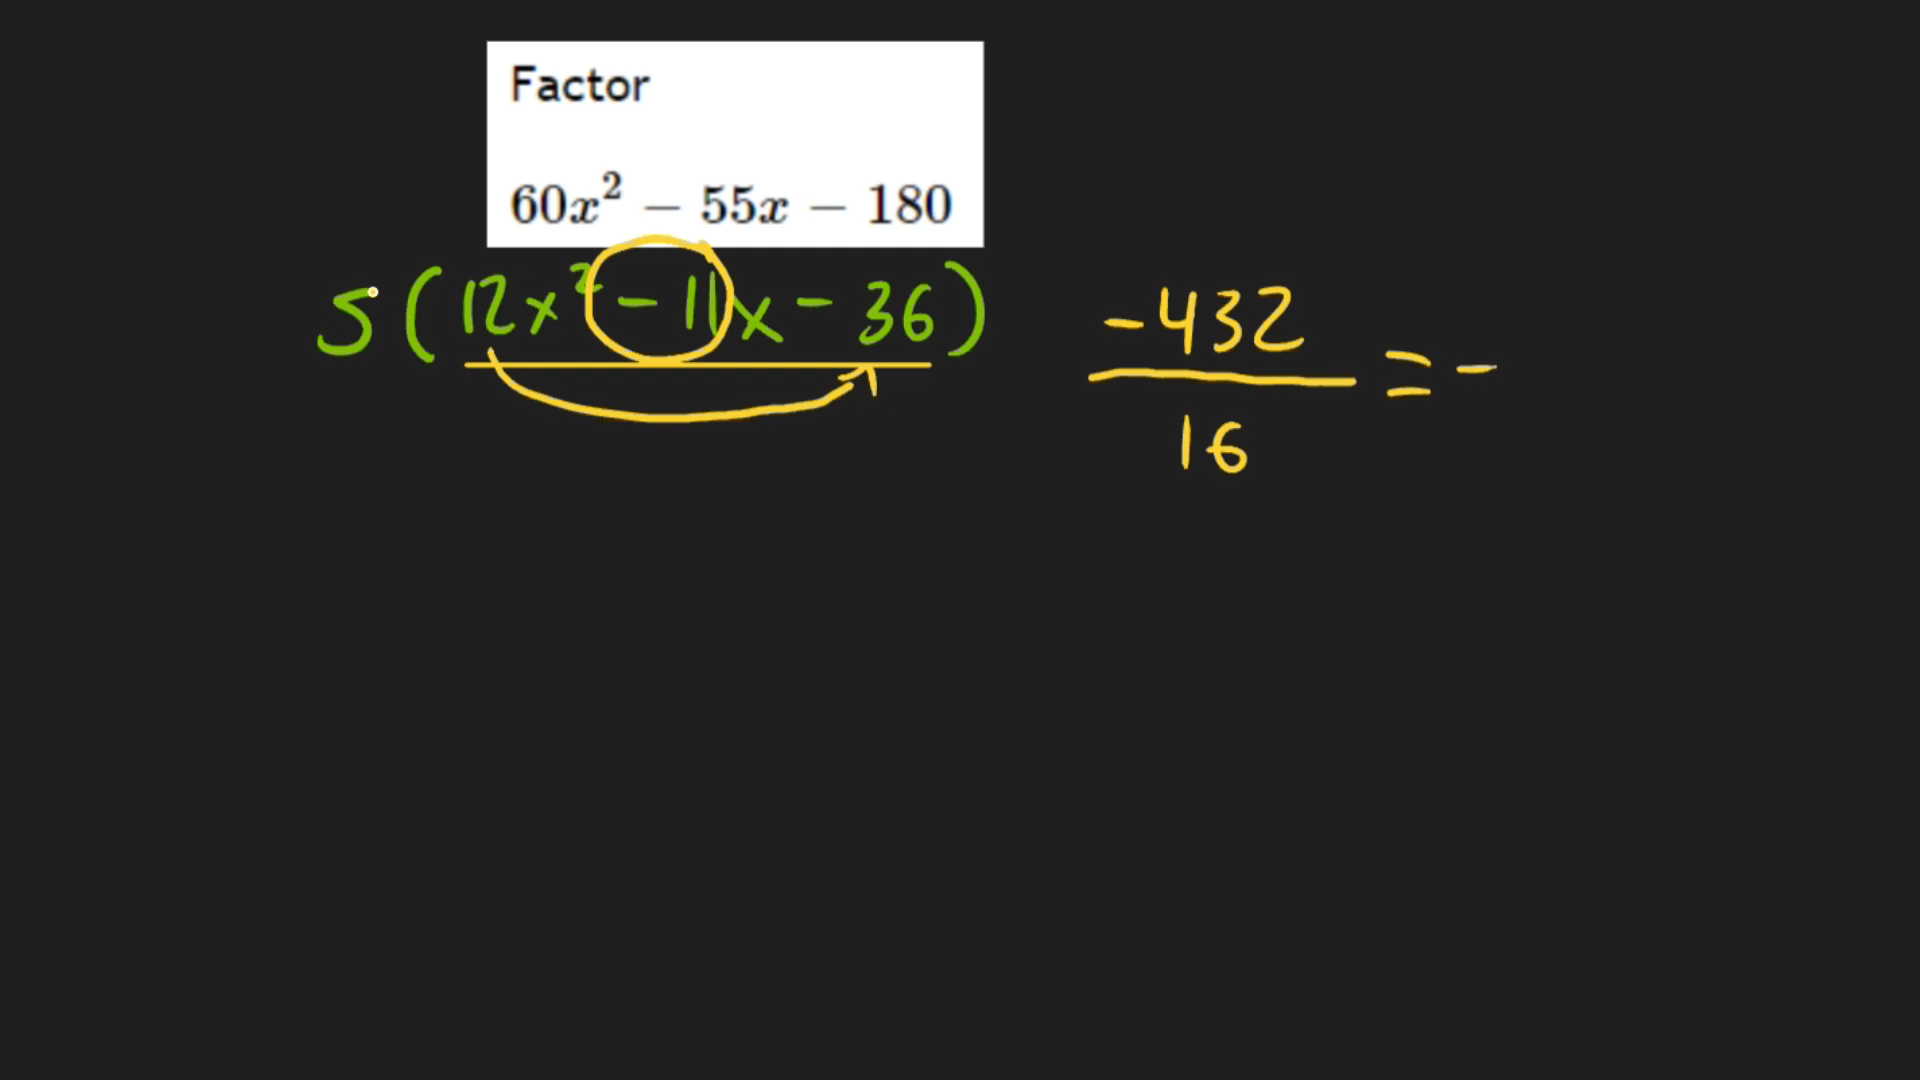 Factor
60x² − 55x − 180
5(12x² − 11x − 36)
−432
16
= −